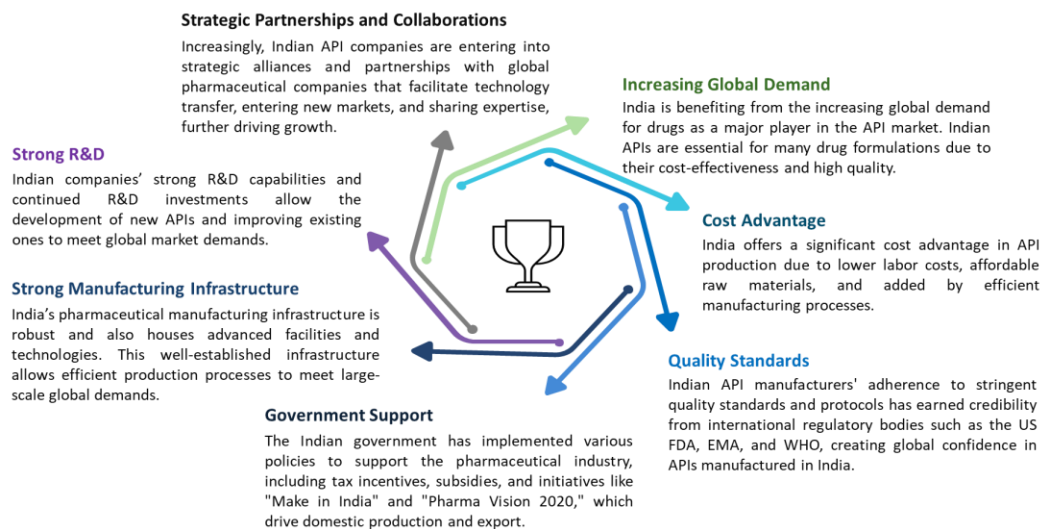 Strategic Partnerships and Collaborations
Increasingly, Indian API companies are entering into
strategic alliances and partnerships with global
pharmaceutical companies that facilitate technology
transfer, entering new markets, and sharing expertise,
further driving growth.
Increasing Global Demand
India is benefiting from the increasing global demand
for drugs as a major player in the API market. Indian
APIs are essential for many drug formulations due to
their cost-effectiveness and high quality.
Strong R&D
Indian companies’ strong R&D capabilities and
continued R&D investments allow the
development of new APIs and improving existing
ones to meet global market demands.
Cost Advantage
India offers a significant cost advantage in API
production due to lower labor costs, affordable
raw materials, and added by efficient
manufacturing processes.
Strong Manufacturing Infrastructure
India’s pharmaceutical manufacturing infrastructure is
robust and also houses advanced facilities and
technologies. This well-established infrastructure
allows efficient production processes to meet large-
scale global demands.
Quality Standards
Indian API manufacturers' adherence to stringent
quality standards and protocols has earned credibility
from international regulatory bodies such as the US
FDA, EMA, and WHO, creating global confidence in
APIs manufactured in India.
Government Support
The Indian government has implemented various
policies to support the pharmaceutical industry,
including tax incentives, subsidies, and initiatives like
"Make in India" and "Pharma Vision 2020," which
drive domestic production and export.